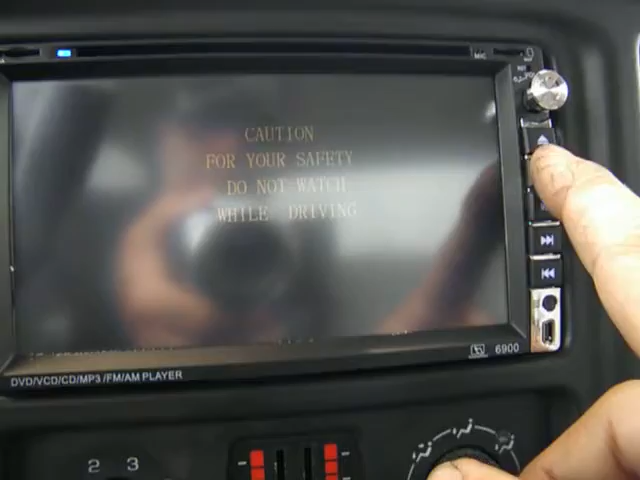 MIC
CAUTION
FOR YOUR SAFETY
DO NOT WATCH
WHILE DRIVING
6900
DVD/VCD/CD/MP3/FM/AM PLAYER
2 3